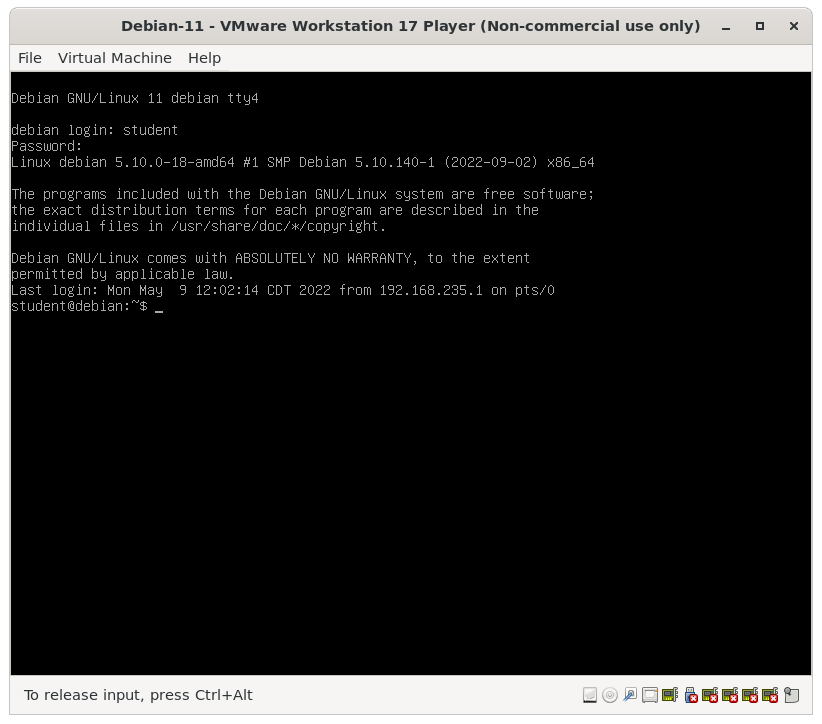 Debian-11 - VMware Workstation 17 Player (Non-commercial use only)
File Virtual Machine Help
Debian GNU/Linux 11 debian tty4
debian login: student
Password:
Linux debian 5.10.0-18-amd64 #1 SMP Debian 5.10.140-1 (2022-09-02) x86_64
The programs included with the Debian GNU/Linux system are free software;
the exact distribution terms for each program are described in the
individual files in /usr/share/doc/*/copyright.
Debian GNU/Linux comes with ABSOLUTELY NO WARRANTY, to the extent
permitted by applicable law.
Last login: Mon May  9 12:02:14 CDT 2022 from 192.168.235.1 on pts/0
student@debian:~$ _
To release input, press Ctrl+Alt